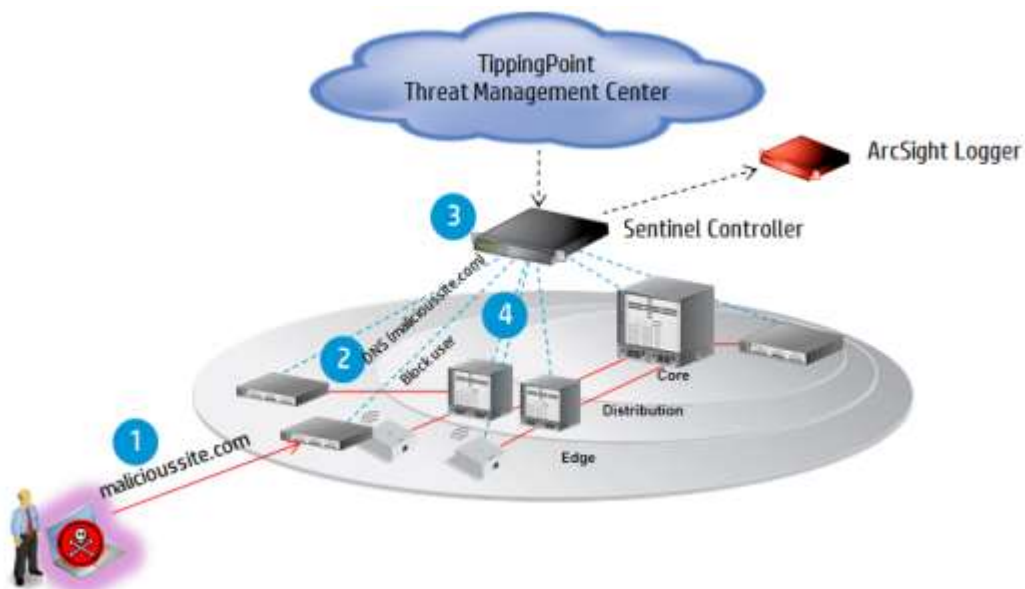 TippingPoint
Threat Management Center
ArcSight Logger
3
Sentinel Controller
DNS (malicioussite.com)
4
2
Block user
Core
Distribution
1
malicioussite.com
Edge